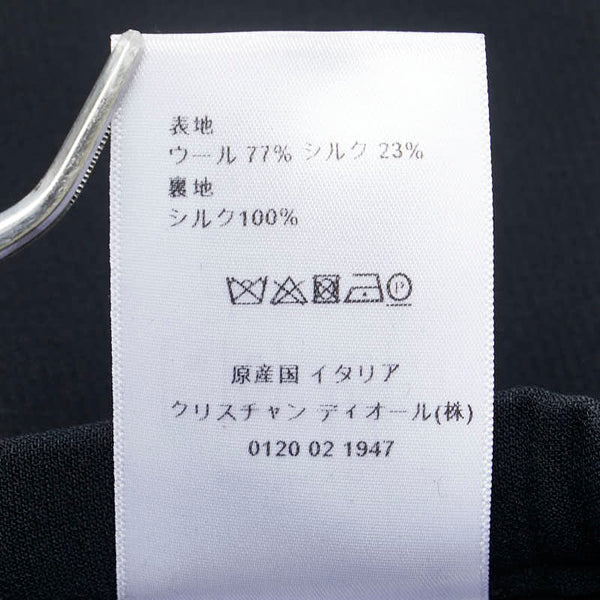 表地
ウール 77% シルク 23%
裏地
シルク100%
P
原産国 イタリア
クリスチャン ディオール(株)
0120 02 1947